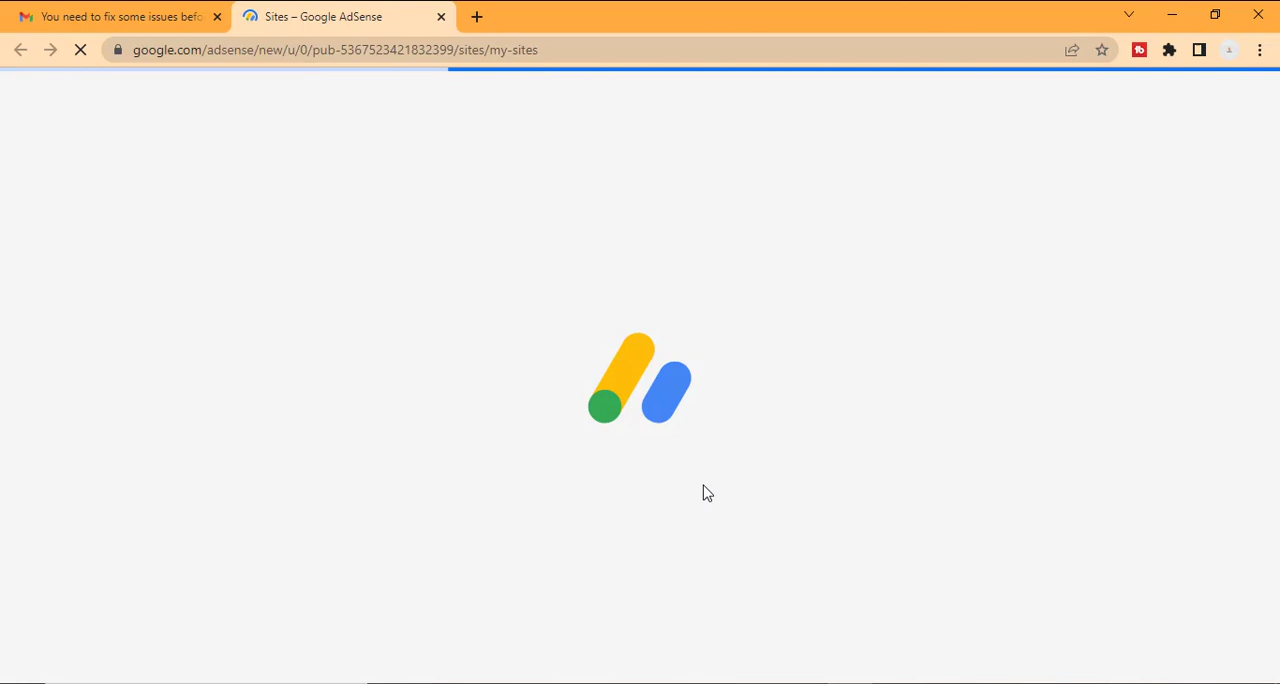 You need to fix some issues befo
Sites – Google AdSense
google.com/adsense/new/u/0/pub-5367523421832399/sites/my-sites